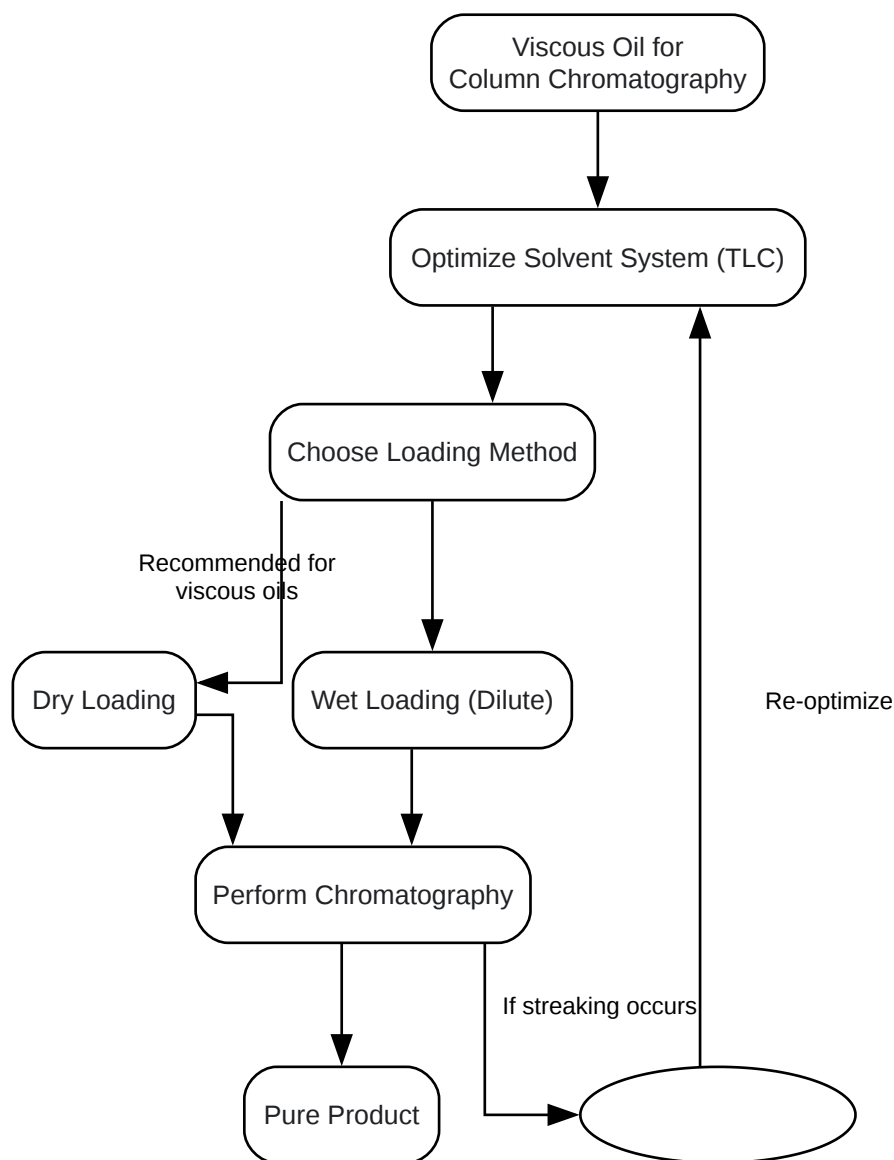 Viscous Oil for
Column Chromatography
Optimize Solvent System (TLC)
Choose Loading Method
Recommended for
viscous oils
Dry Loading
Wet Loading (Dilute)
Re-optimize
Perform Chromatography
If streaking occurs
Pure Product